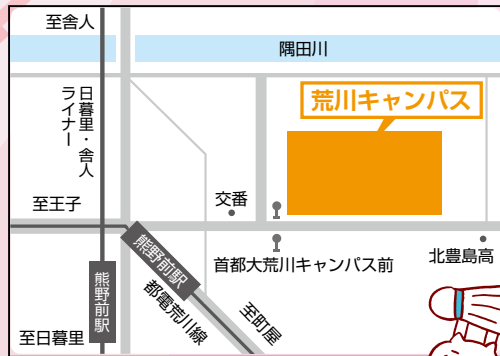 至舎人
隅田川
日暮里・舎人
ライナー
荒川キャンパス
至王子
交番
熊野前駅
首都大荒川キャンパス前
北豊島高
熊野前駅
都電荒川線
至町屋
至日暮里